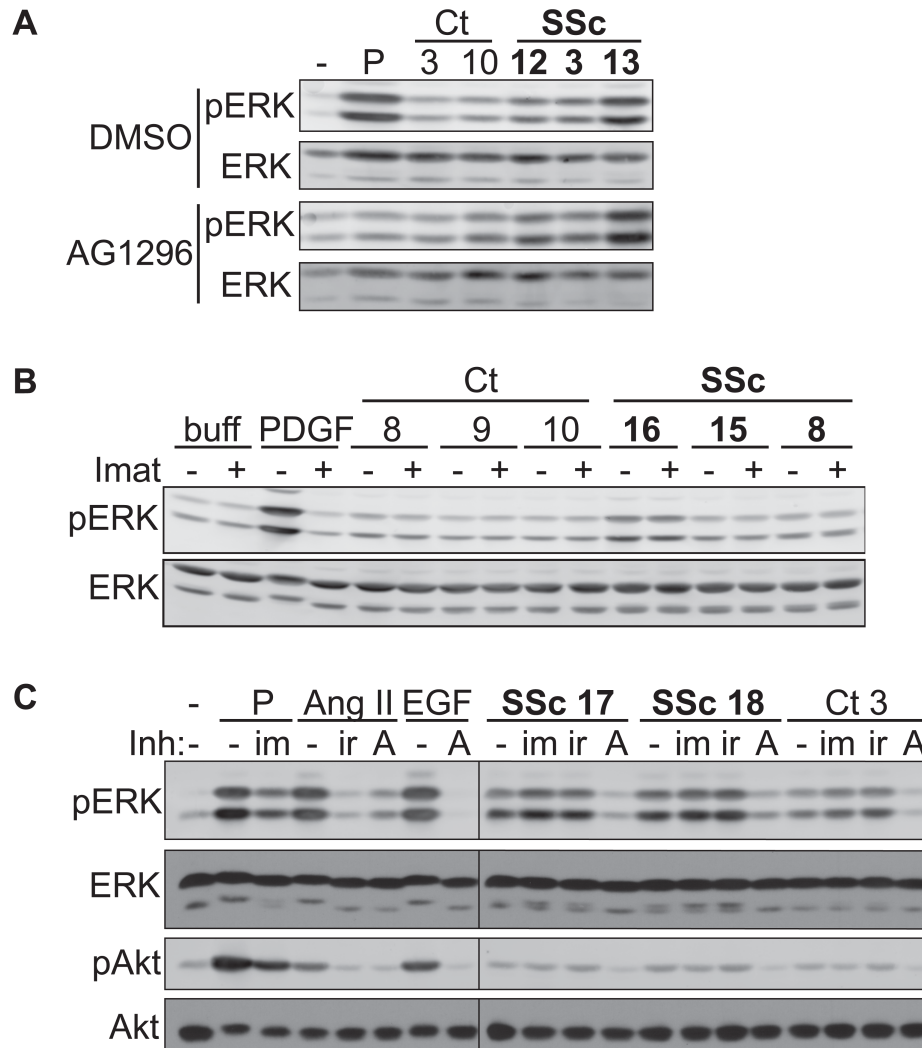 A
Ct SSc
- P 3 10 12 3 13
DMSO
pERK
ERK
AG1296
pERK
ERK
B
Ct SSc
buff PDGF 8 9 10 16 15 8
Imat - + - + - + - + - + - + - + - +
pERK
ERK
C
- P Ang II EGF SSc 17 SSc 18 Ct 3
Inh:- - im - ir A - A - im ir A - im ir A - im ir A
pERK
ERK
pAkt
Akt